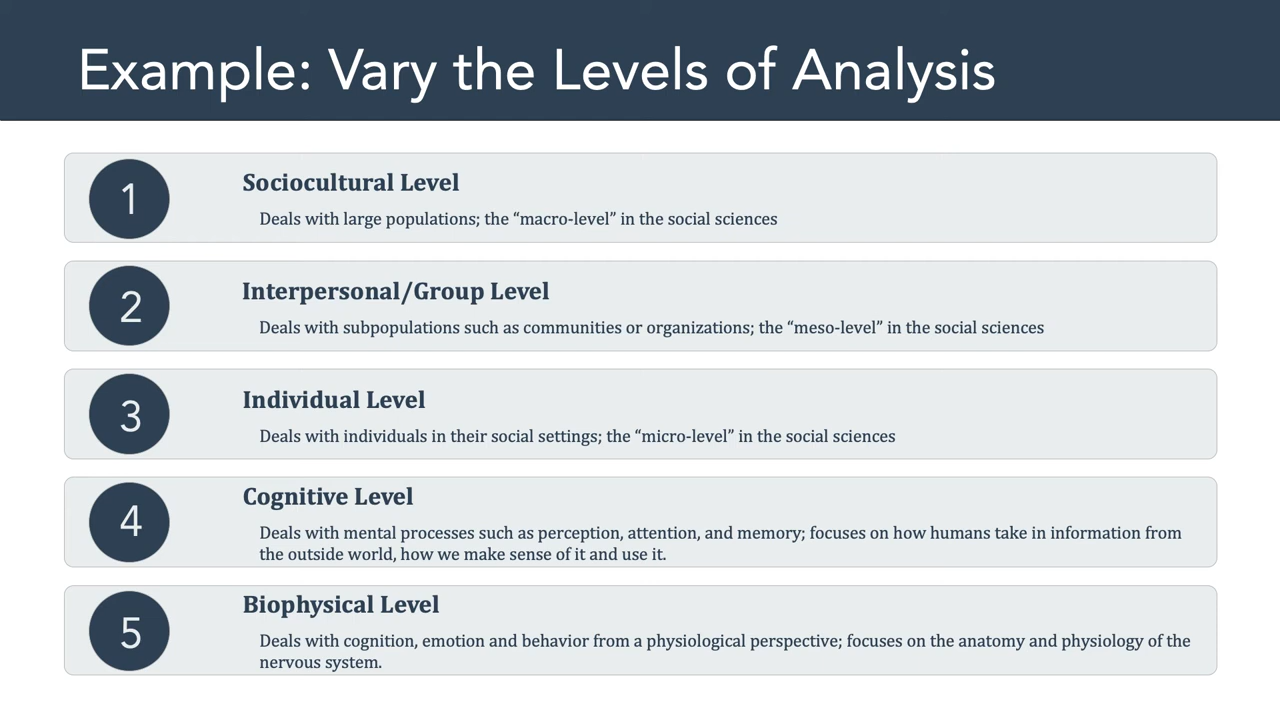 Example: Vary the Levels of Analysis
1
Sociocultural Level
Deals with large populations; the “macro-level” in the social sciences
2
Interpersonal/Group Level
Deals with subpopulations such as communities or organizations; the “meso-level” in the social sciences
3
Individual Level
Deals with individuals in their social settings; the “micro-level” in the social sciences
4
Cognitive Level
Deals with mental processes such as perception, attention, and memory; focuses on how humans take in information from
the outside world, how we make sense of it and use it.
5
Biophysical Level
Deals with cognition, emotion and behavior from a physiological perspective; focuses on the anatomy and physiology of the
nervous system.